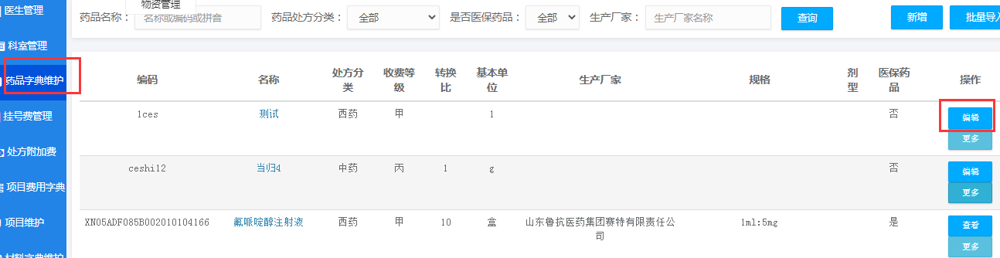 物资管理
医生管理
科室管理
药品字典维护
挂号费管理
处方附加费
项目费用字典
项目维护
材料字典维护
药品名称： 名称或编码或拼音 药品处方分类： 全部 是否医保药品： 全部 生产厂家： 生产厂家名称 查询 新增 批量导入
编码 名称 处方分类 收费等级 转换比 基本单位 生产厂家 规格 剂型 医保药品 操作
1ces 测试 西药 甲 1 否 编辑
更多
ceshi12 当归4 中药 丙 1 g 否 编辑
更多
XN05ADF085B002010104166 氟哌啶醇注射液 西药 甲 10 盒 山东鲁抗医药集团赛特有限责任公司 1ml:5mg 是 查看
更多